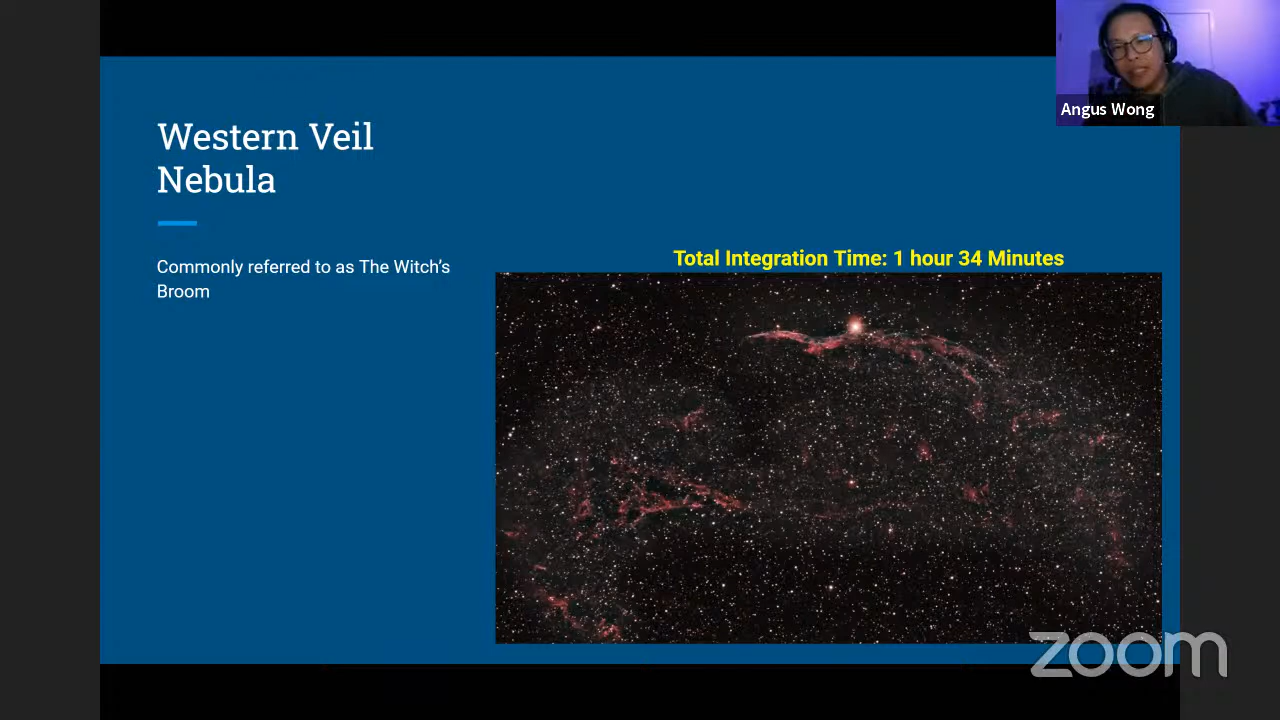 Angus Wong
Western Veil
Nebula
Commonly referred to as The Witch’s
Broom
Total Integration Time: 1 hour 34 Minutes
zoom